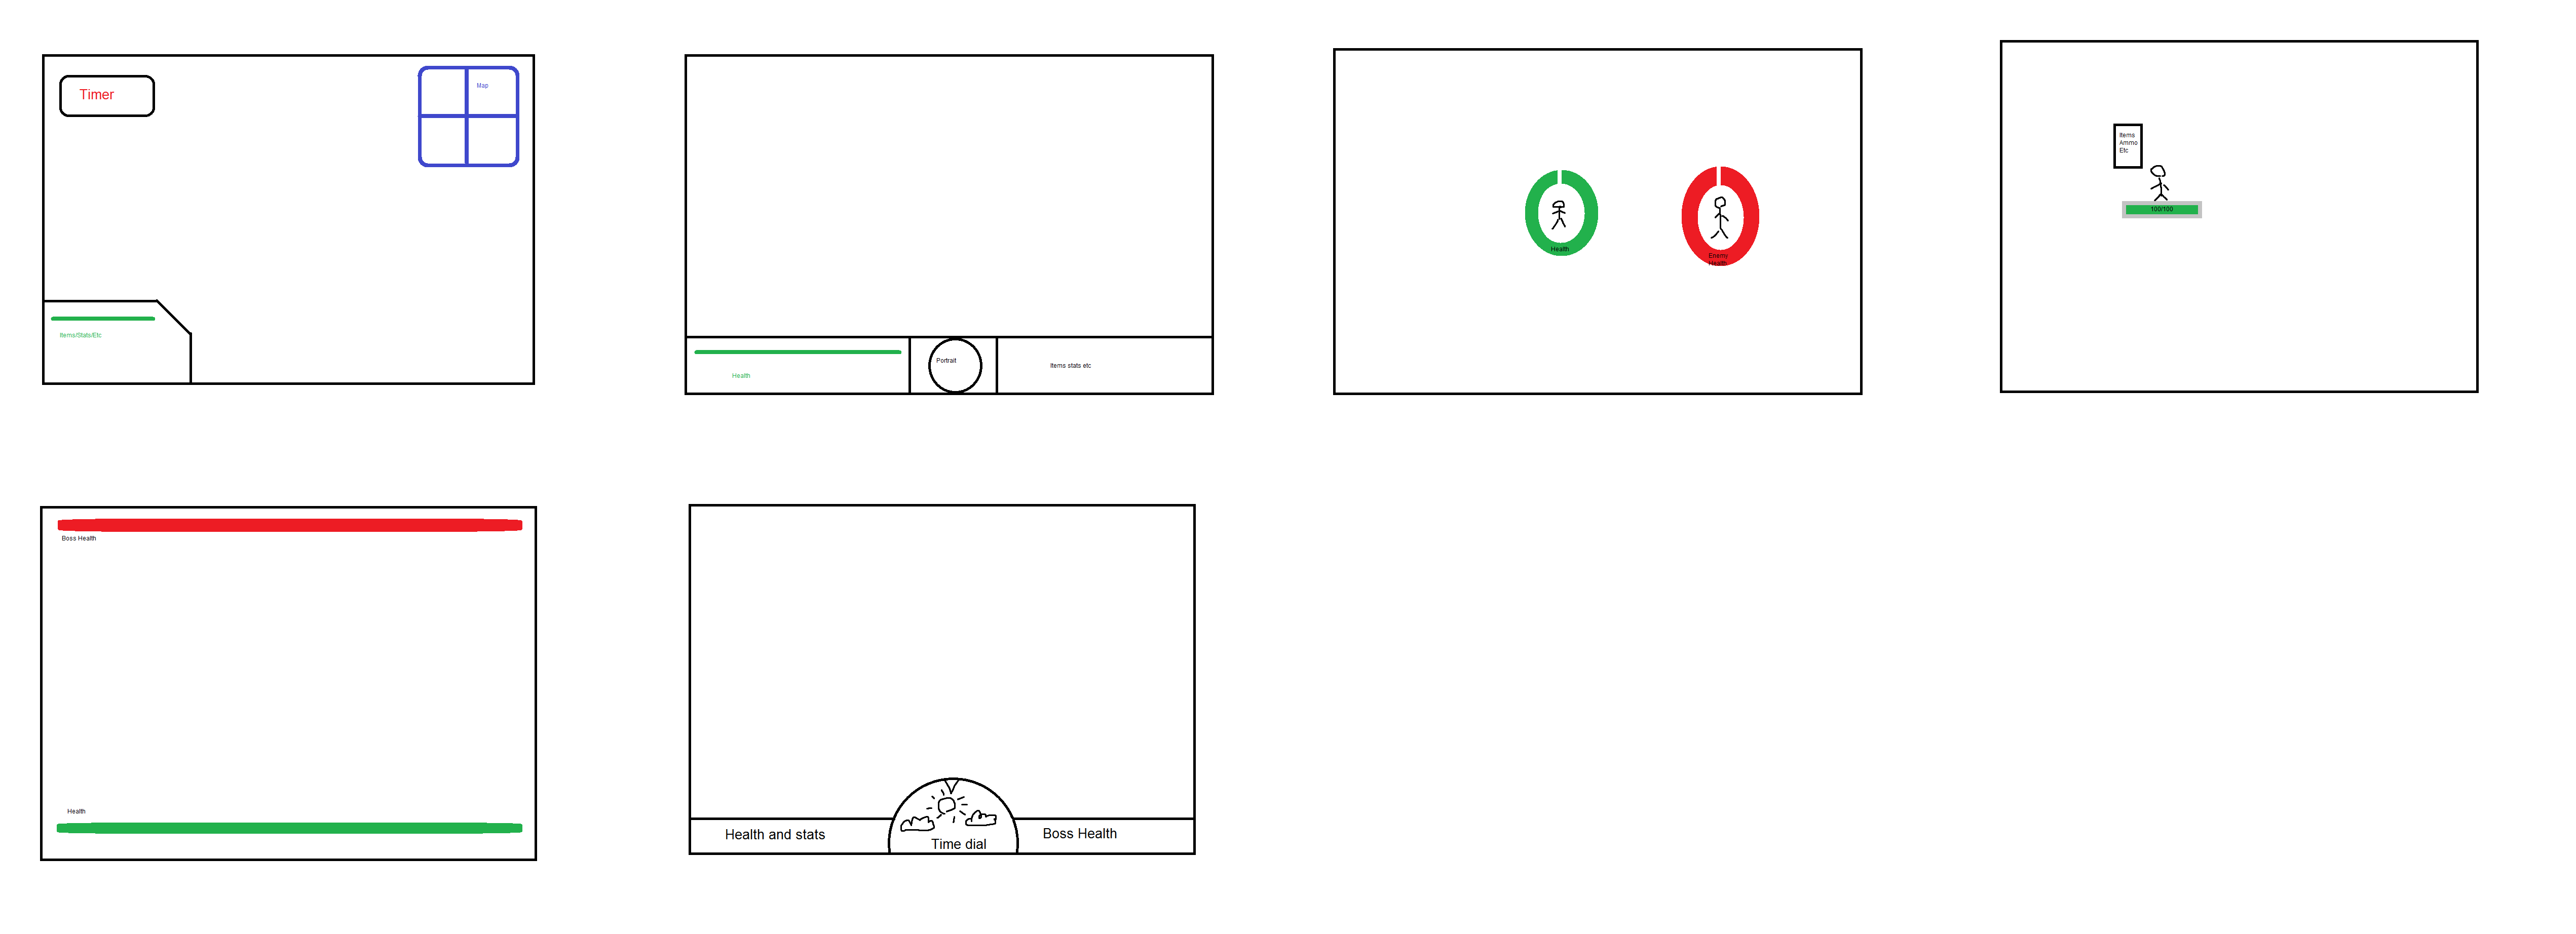 Timer
Map
Items/Stats/Etc
Health
Portrait
Items stats etc
Health
Enemy
Health
Items
Ammo
Etc
100/100
Boss Health
Health
Health and stats
Time dial
Boss Health